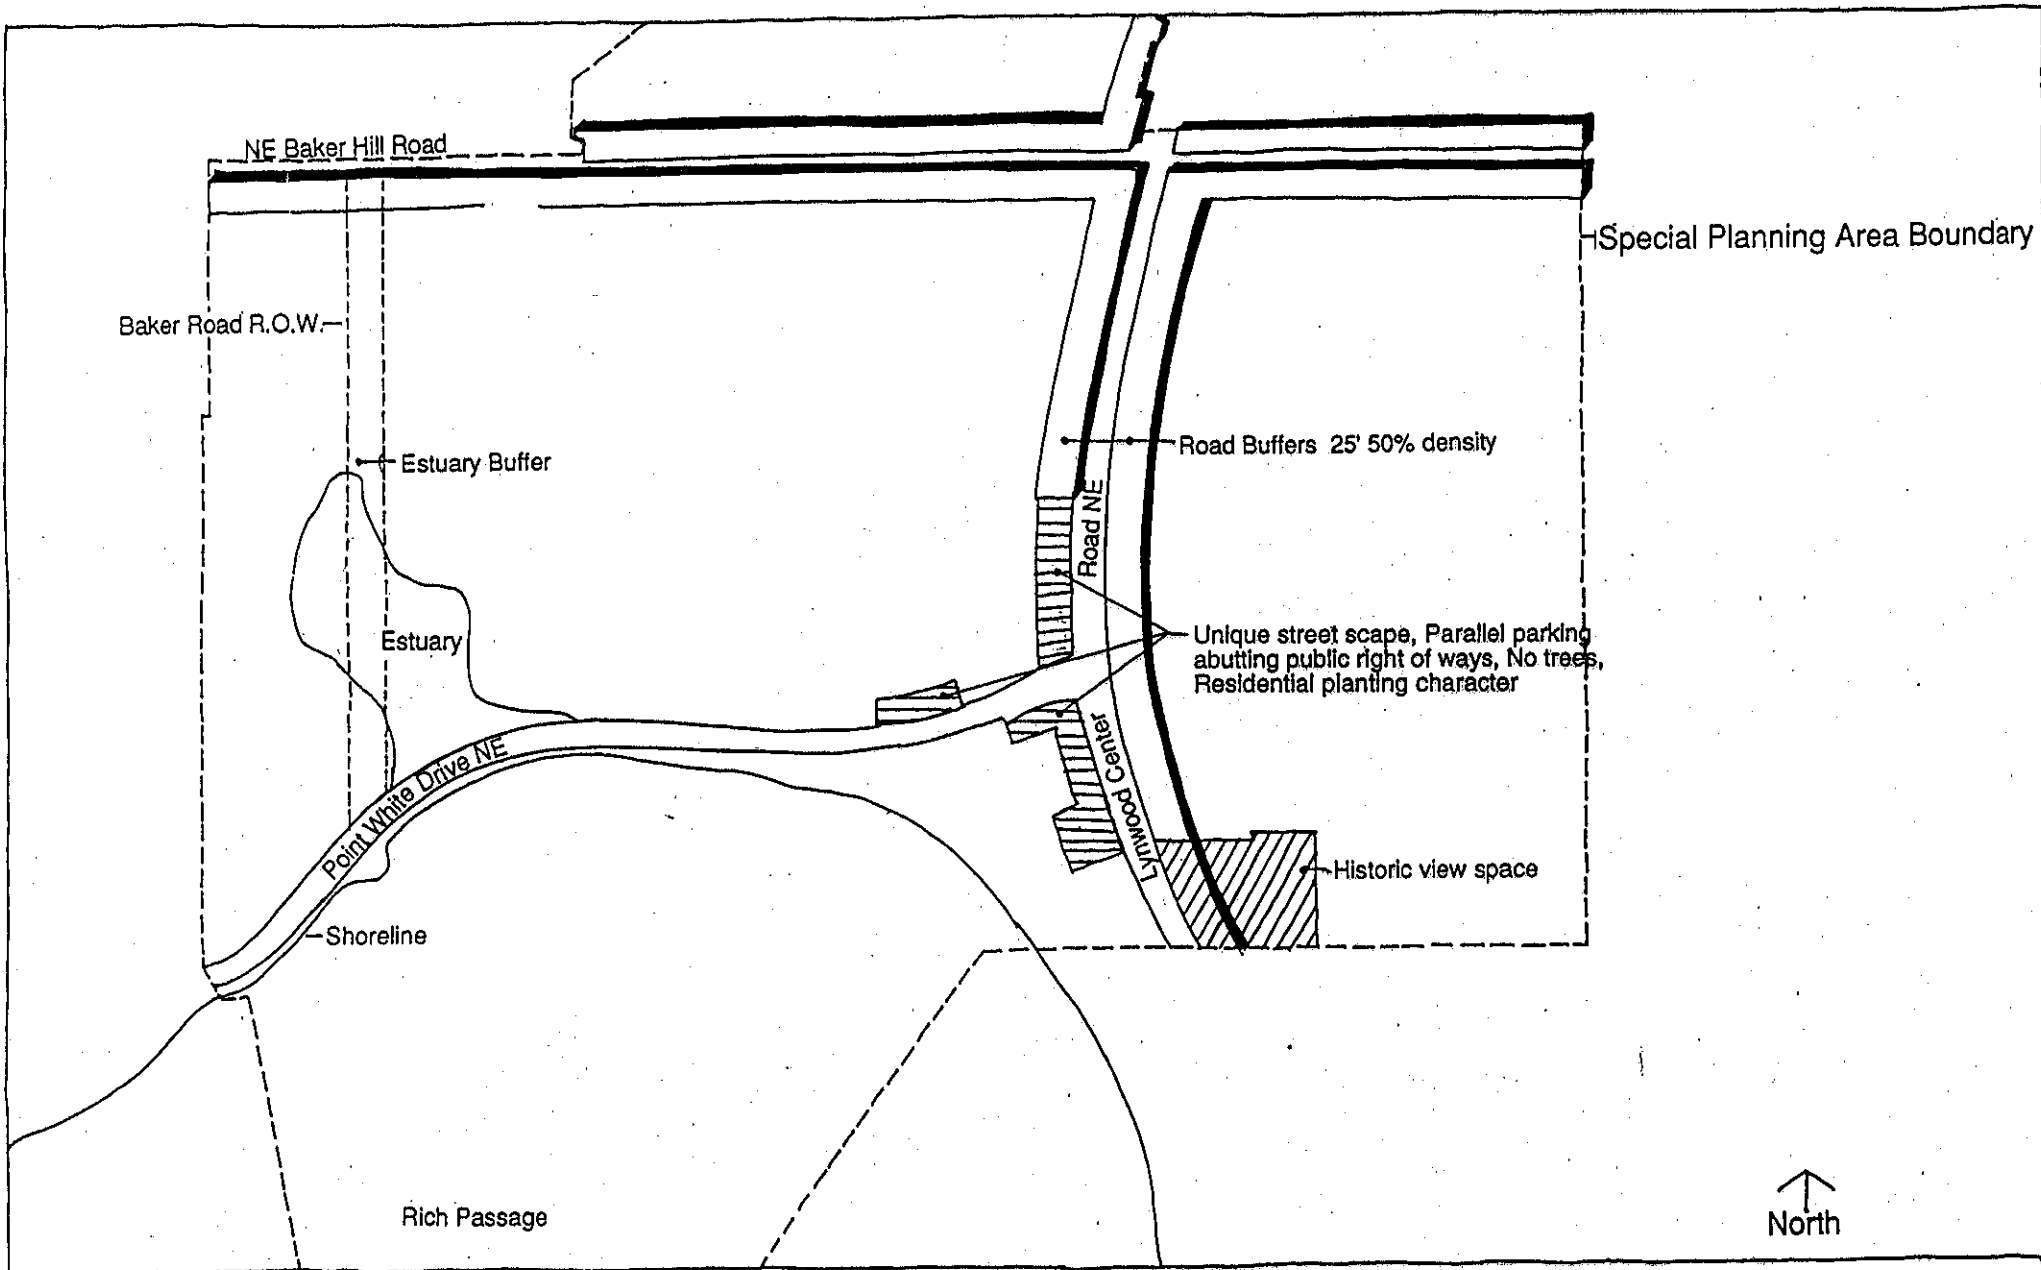 NE Baker Hill Road
Special Planning Area Boundary
Baker Road R.O.W.
Road Buffers 25' 50% density
Estuary Buffer
Road NE
Estuary
Unique street scape, Parallel parking
abutting public right of ways, No trees,
Residential planting character
Lynwood Center
Point White Drive NE
Historic view space
Shoreline
Rich Passage
North